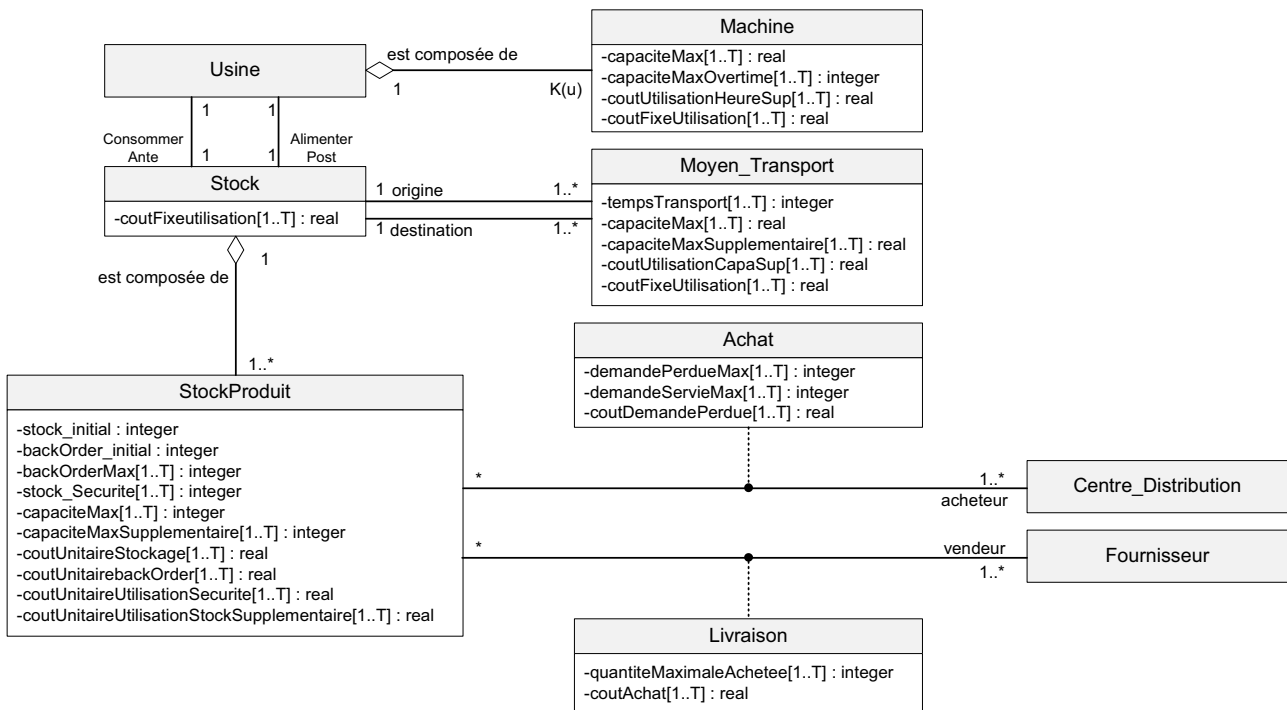 Machine
-capaciteMax[1..T] : real
-capaciteMaxOvertime[1..T] : integer
-coutUtilisationHeureSup[1..T] : real
-coutFixeUtilisation[1..T] : real
Usine
est composée de
1
K(u)
1
1
Consommer
Ante
Alimenter
Post
1
1
Stock
-coutFixeutilisation[1..T] : real
1 origine
1..*
1 destination
1..*
Moyen_Transport
-tempsTransport[1..T] : integer
-capaciteMax[1..T] : real
-capaciteMaxSupplementaire[1..T] : real
-coutUtilisationCapaSup[1..T] : real
-coutFixeUtilisation[1..T] : real
est composée de
1
1..*
Achat
-demandePerdueMax[1..T] : integer
-demandeServieMax[1..T] : integer
-coutDemandePerdue[1..T] : real
StockProduit
-stock_initial : integer
-backOrder_initial : integer
-backOrderMax[1..T] : integer
-stock_Securite[1..T] : integer
-capaciteMax[1..T] : integer
-capaciteMaxSupplementaire[1..T] : integer
-coutUnitaireStockage[1..T] : real
-coutUnitairebackOrder[1..T] : real
-coutUnitaireUtilisationSecurite[1..T] : real
-coutUnitaireUtilisationStockSupplementaire[1..T] : real
*
1..*
acheteur
Centre_Distribution
*
vendeur
1..*
Fournisseur
Livraison
-quantiteMaximaleAchetee[1..T] : integer
-coutAchat[1..T] : real